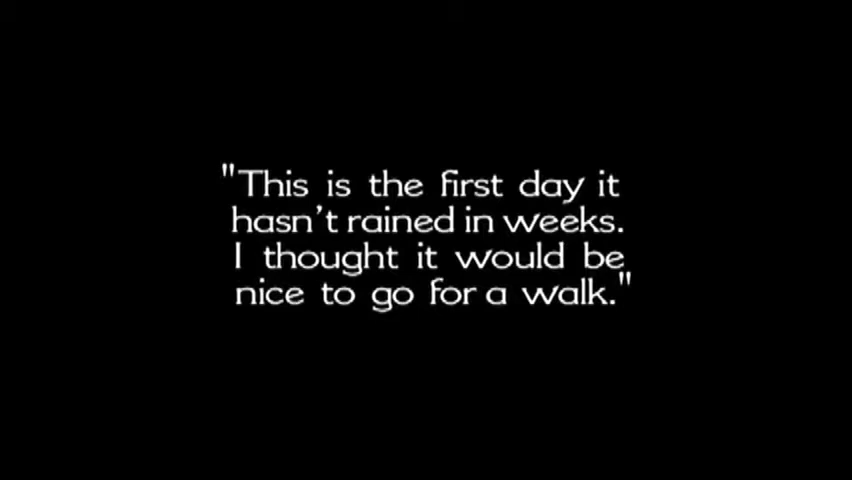 "This is the first day it
hasn't rained in weeks.
I thought it would be
nice to go for a walk."